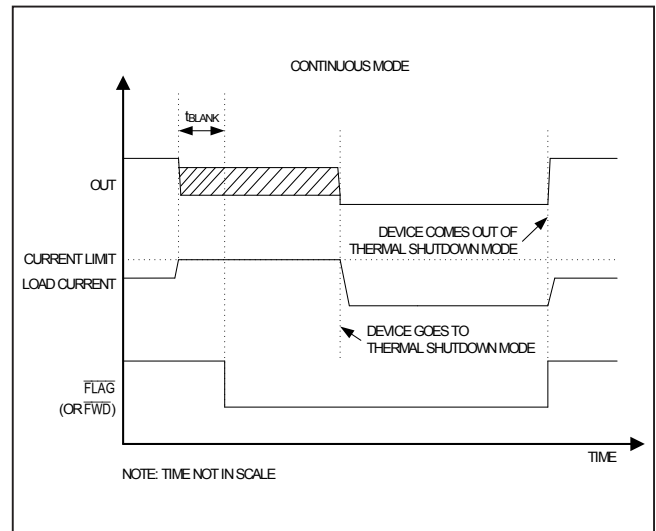 CONTINUOUS MODE
tBLANK
OUT
DEVICE COMES OUT OF
THERMAL SHUTDOWN MODE
CURRENT LIMIT
LOAD CURRENT
DEVICE GOES TO
THERMAL SHUTDOWN MODE
FLAG
(OR FWD)
TIME
NOTE: TIME NOT IN SCALE